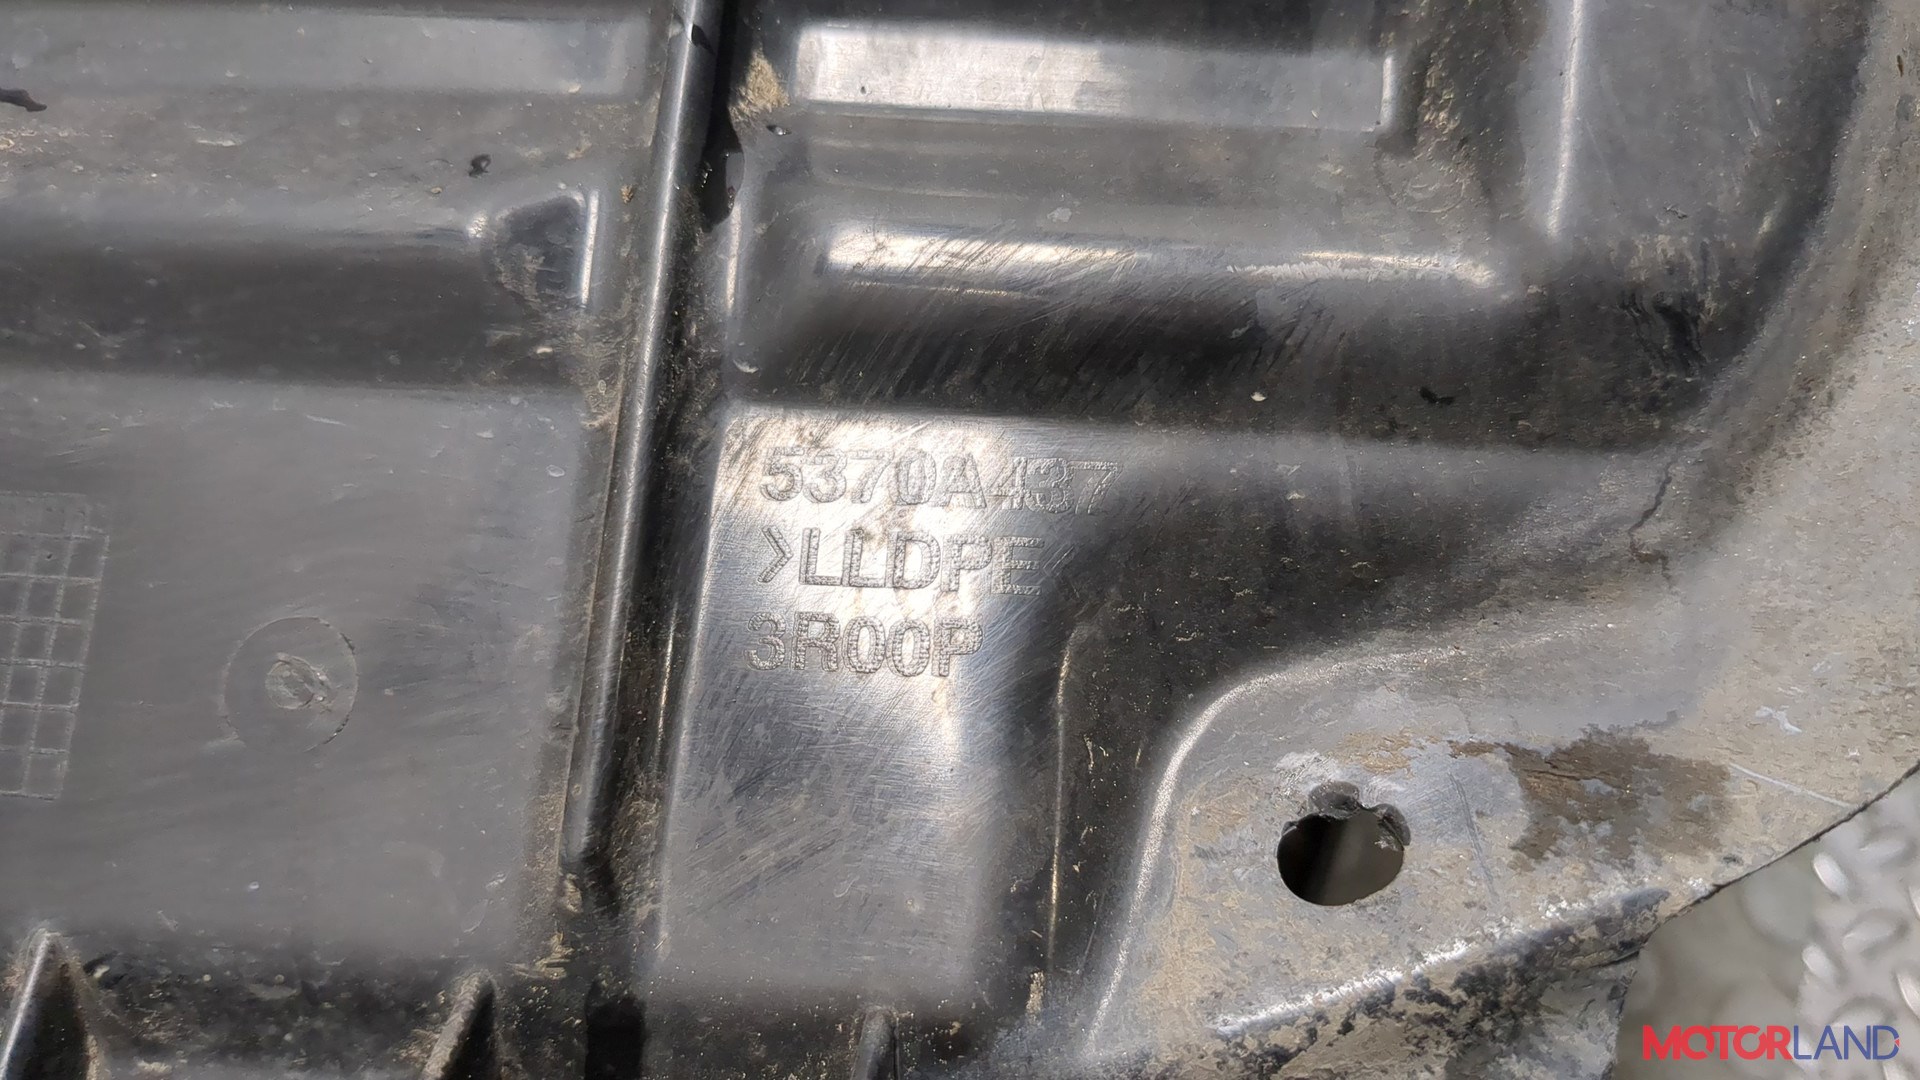 5370A437
>LLDPE<
3R00P
MOTORLAND